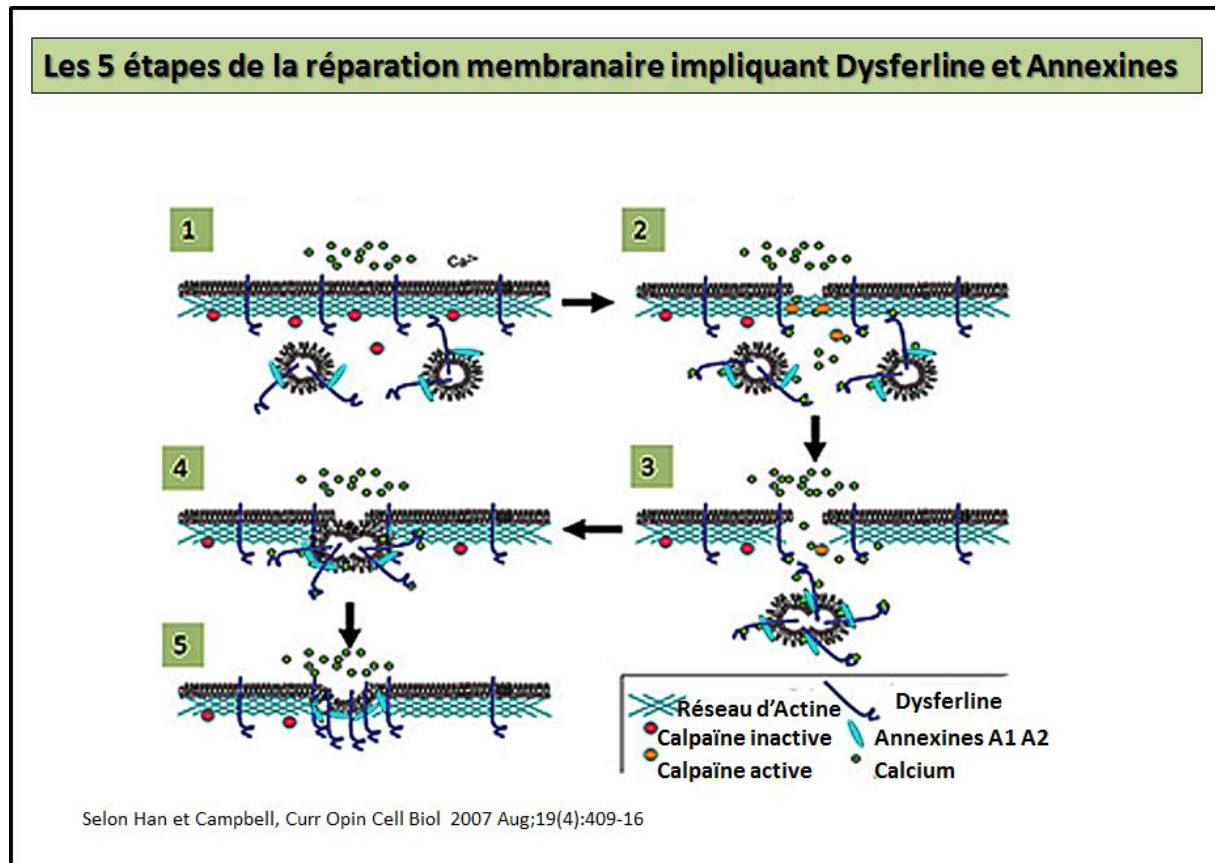 Les 5 étapes de la réparation membranaire impliquant Dysferline et Annexines
1
Ca²⁺
2
4
3
5
Réseau d'Actine
Dysferline
Calpaïne inactive
Annexines A1 A2
Calpaïne active
Calcium
Selon Han et Campbell, Curr Opin Cell Biol 2007 Aug;19(4):409-16